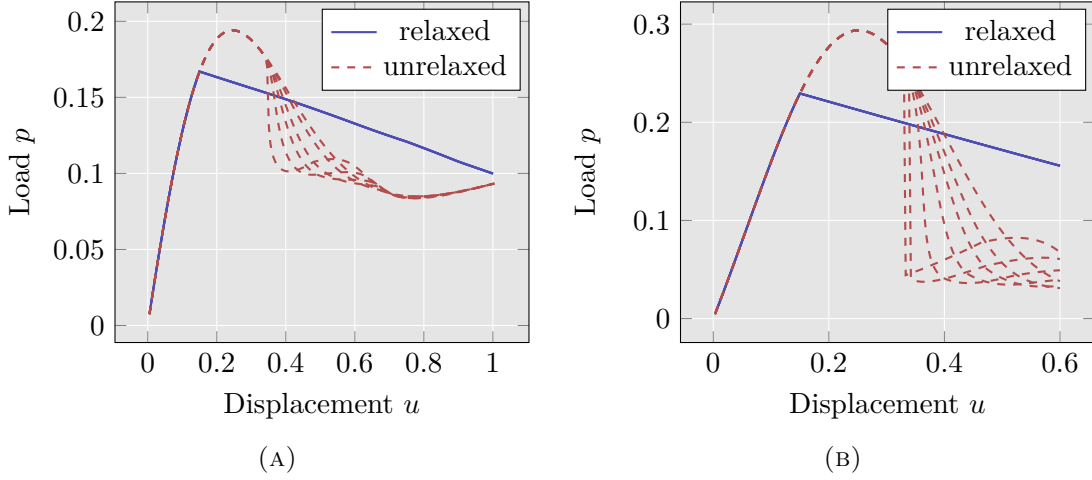 0.2
0.15
0.1
0.05
0
Load p
relaxed
unrelaxed
0 0.2 0.4 0.6 0.8 1
Displacement u
(A)
0.3
0.2
0.1
0
Load p
relaxed
unrelaxed
0 0.2 0.4 0.6
Displacement u
(B)